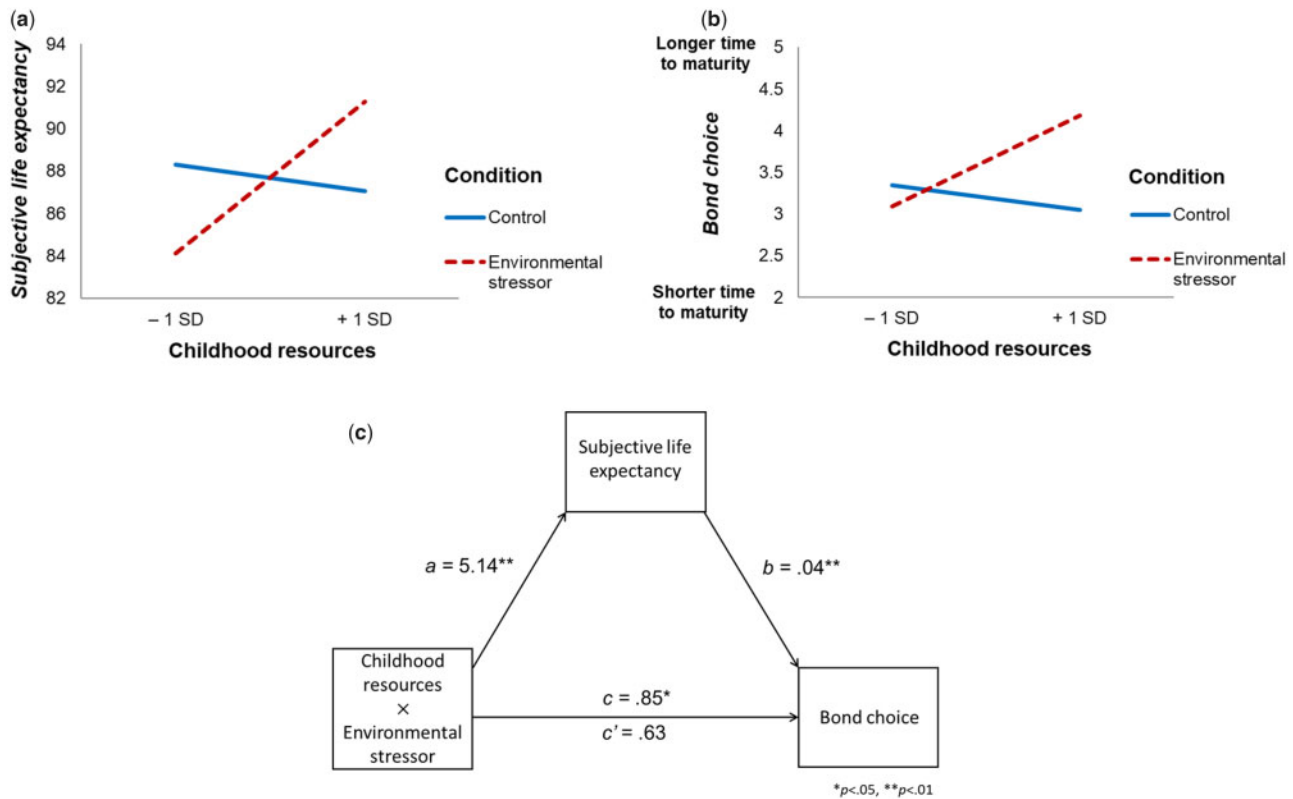 (a)
Subjective life expectancy
94
92
90
88
86
84
82
– 1 SD
+ 1 SD
Childhood resources
Condition
Control
Environmental
stressor
(b)
Longer time
to maturity
Bond choice
Shorter time
to maturity
5
4.5
4
3.5
3
2.5
2
– 1 SD
+ 1 SD
Childhood resources
Condition
Control
Environmental
stressor
(c)
Subjective life
expectancy
a = 5.14**
b = .04**
Childhood
resources
×
Environmental
stressor
c = .85*
c' = .63
Bond choice
*p<.05, **p<.01